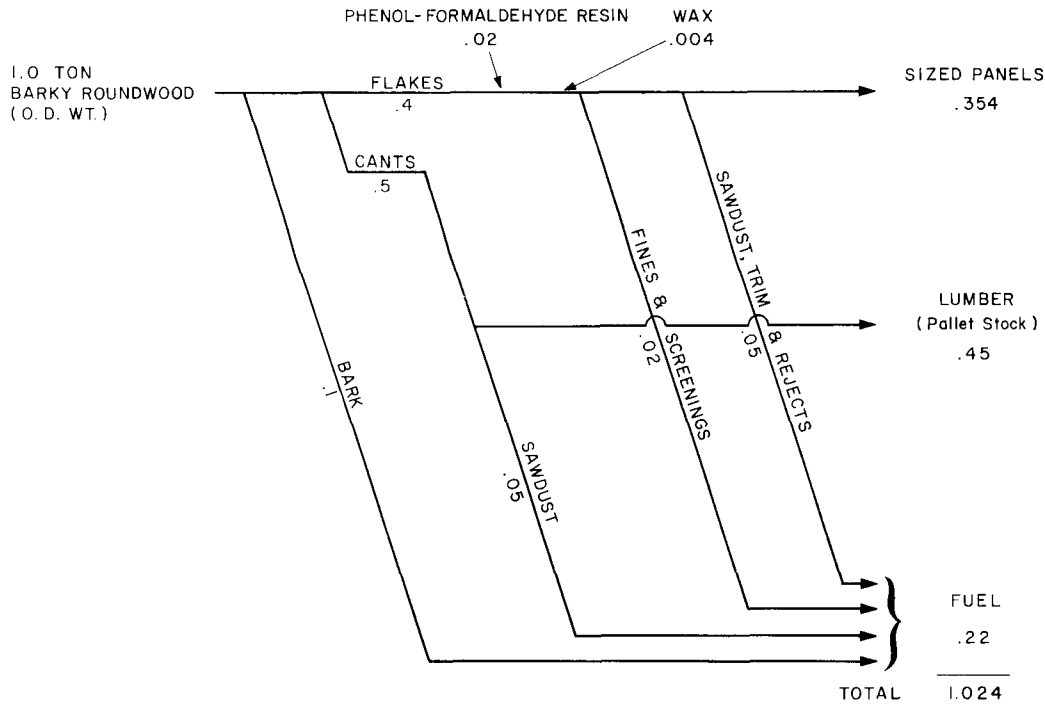 PHENOL-FORMALDEHYDE RESIN
.02
WAX
.004
1.0 TON
BARKY ROUNDWOOD
(O.D. WT.)
FLAKES
.4
SIZED PANELS
.354
CANTS
.5
SAWDUST, TRIM & REJECTS
.05
FINES & SCREENINGS
.02
LUMBER
(Pallet Stock)
.45
BARK
.1
SAWDUST
.05
FUEL
.22
TOTAL 1.024